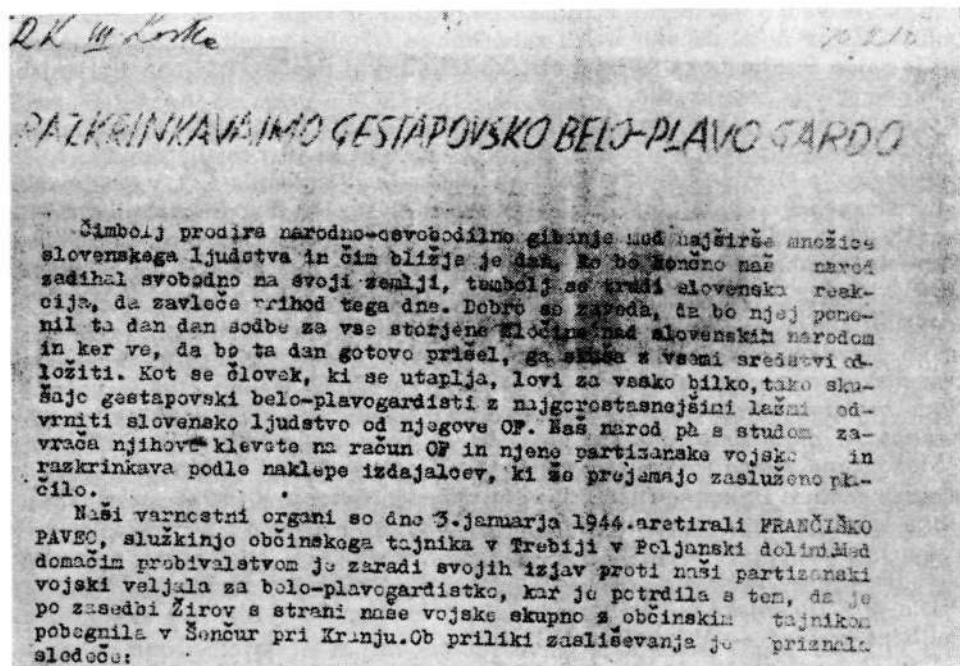 RK III
RAZKRINKAVAJMO GESTAPOVSKO BELO-PLAVO GARDO
Čimbolj prodira narodno-osvobodilno gibanje med najširše množice
slovenskega ljudstva in čim bližje je dan, ko bo končno naš narod
zadihal svobodno na svoji zemlji, tembolj se trudi slovenska reak-
cija, da zavleče prihod tega dne. Dobro se zaveda, da bo njej pome-
nil ta dan dan sodbe za vse storjene zločine nad slovenskim narodom
in ker ve, da bo ta dan gotovo prišel, ga skuša z vsemi sredstvi od-
ložiti. Kot se človek, ki se utaplja, lovi za vsako bilko, tako sku-
šajo gestapovski belo-plavogardisti z najgorostasnejšimi lažmi od-
vrniti slovensko ljudstvo od njegove OF. Naš narod pa s studom za-
vrača njihove klevete na račun OF in njene partizanske vojske in
razkrinkava podle naklepe izdajalcev, ki že prejemajo zasluženo pla-
čilo.
Naši varnostni organi so dne 3.januarja 1944.aretirali FRANČIŠKO
PAVEC, služkinjo občinskega tajnika v Trebiji v Poljanski dolini.Med
domačim prebivalstvom je zaradi svojih izjav proti naši partizanski
vojski veljala za belo-plavogardistko, kar je potrdila s tem, da je
po zasedbi Žirov s strani naše vojske skupno z občinskim tajnikom
pobegnila v Šenčur pri Kranju.Ob priliki zasliševanja je priznala
sledeče: